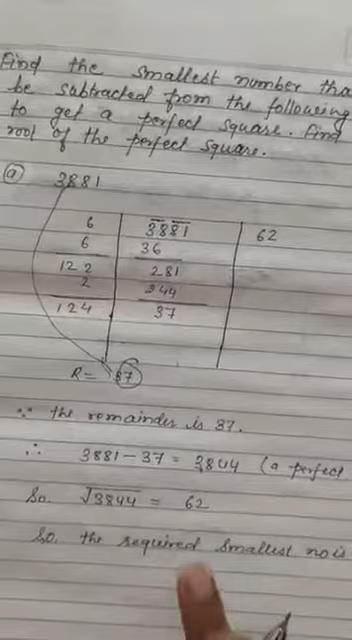 Find the smallest number tha
be subtracted from the following
to get a perfect square. Find
root of the perfect square.
(a) 3881
6 3881 62
6 36
122 281
2 244
124 37
R = 37
∵ the remainder is 37.
∴ 3881 - 37 = 3844 (a perfect
So √3844 = 62
So, the required smallest no is